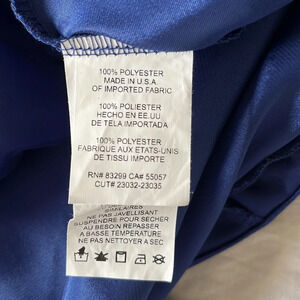 100% POLYESTER
MADE IN U.S.A.
OF IMPORTED FABRIC
100% POLIESTER
HECHO EN EE.UU
DE TELA IMPORTADA
100% POLYESTER
FABRIQUE AUX ETATS-UNIS
DE TISSU IMPORTE
RN# 83299 CA# 55057
CUT# 23032-23035
SIMILAIRES
NE PAS JAVELLISANT
SUSPENDRE POUR SECHER
AU BESOIN REPASSER
A BASSE TEMPERATURE.
NE PAS NETTOYER A SEC